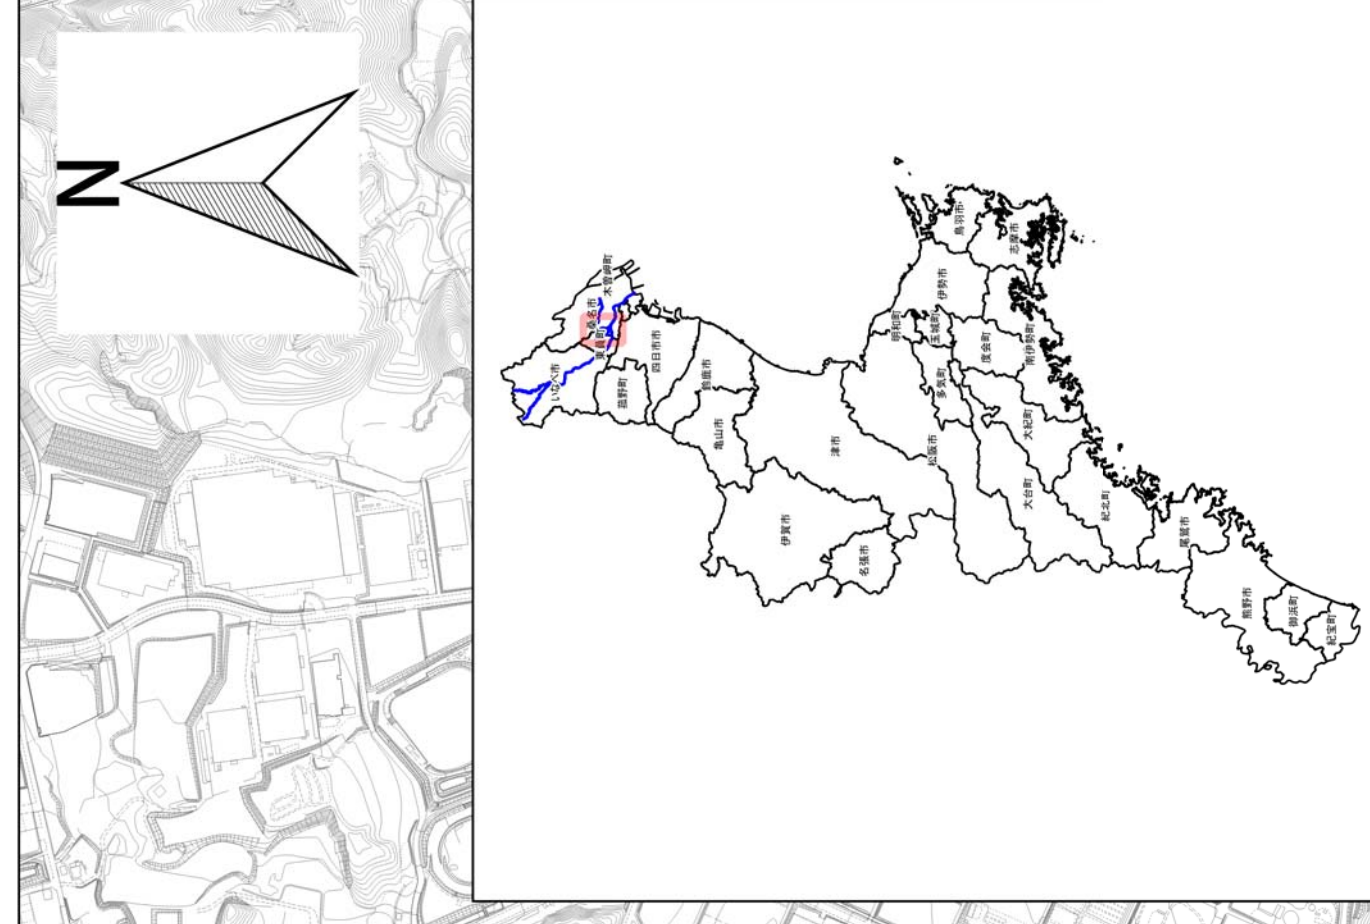 N
木曽岬町
桑名市
東員町
いなべ市
四日市市
菰野町
鈴鹿市
亀山市
津市
伊賀市
名張市
松阪市
明和町
多気町
玉城町
伊勢市
鳥羽市
志摩市
度会町
南伊勢町
大紀町
大台町
紀北町
尾鷲市
熊野市
御浜町
紀宝町